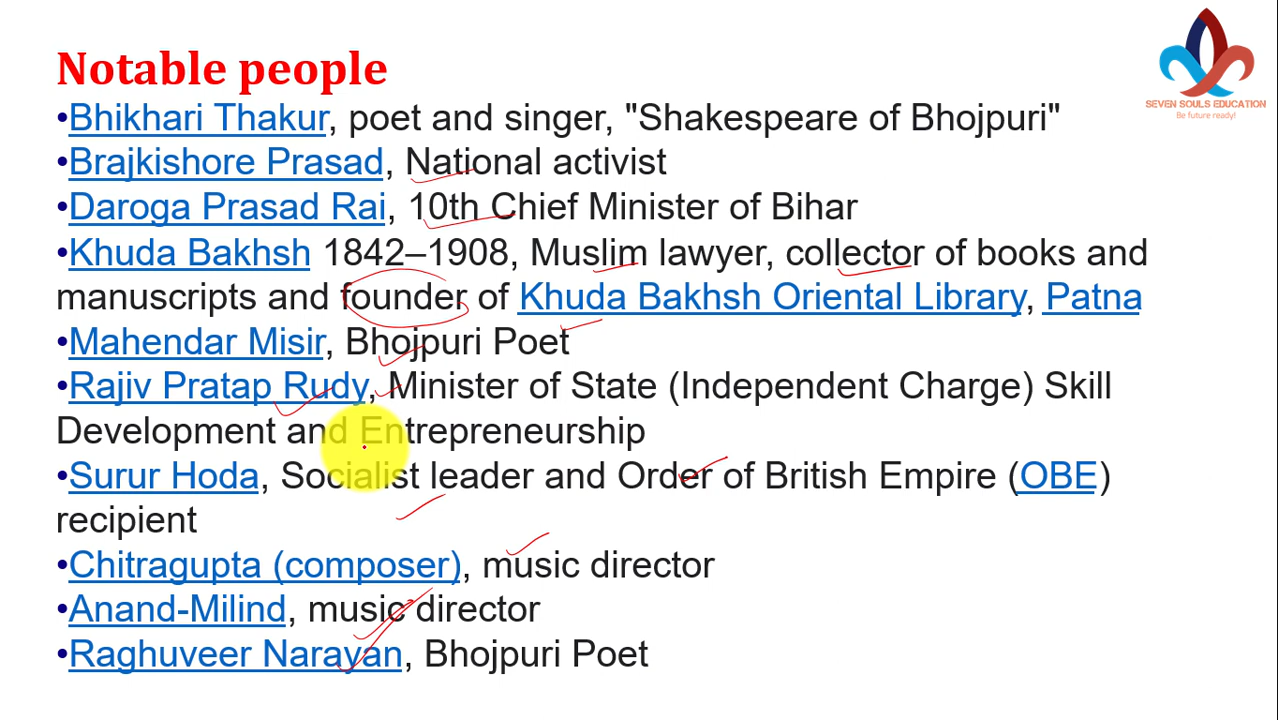 Notable people
SEVEN SOULS EDUCATION
Be future ready!
•Bhikhari Thakur, poet and singer, "Shakespeare of Bhojpuri"
•Brajkishore Prasad, National activist
•Daroga Prasad Rai, 10th Chief Minister of Bihar
•Khuda Bakhsh 1842–1908, Muslim lawyer, collector of books and
manuscripts and founder of Khuda Bakhsh Oriental Library, Patna
•Mahendar Misir, Bhojpuri Poet
•Rajiv Pratap Rudy, Minister of State (Independent Charge) Skill
Development and Entrepreneurship
•Surur Hoda, Socialist leader and Order of British Empire (OBE)
recipient
•Chitragupta (composer), music director
•Anand-Milind, music director
•Raghuveer Narayan, Bhojpuri Poet